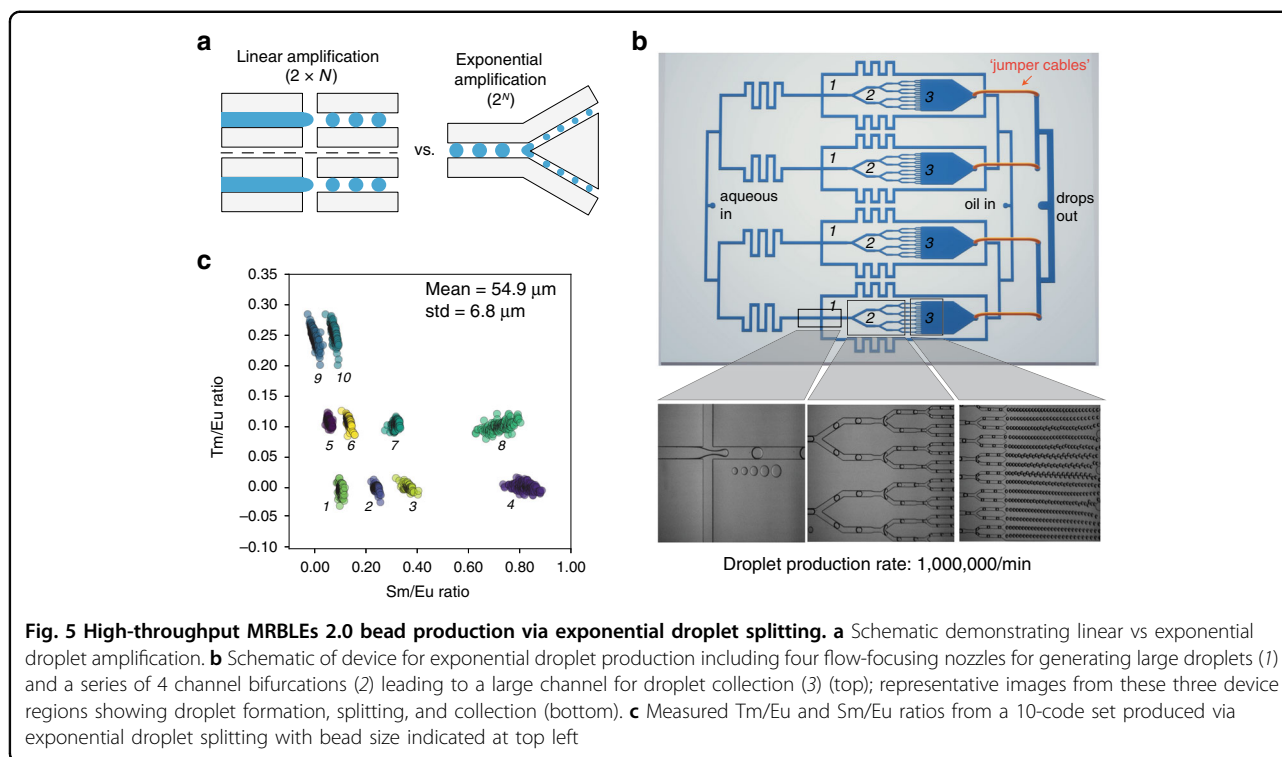 a
Linear amplification
(2 × N)
vs.
Exponential
amplification
(2ᴺ)
b
'jumper cables'
1
2
3
1
2
3
aqueous
in
oil in
drops
out
1
2
3
1
2
3
Droplet production rate: 1,000,000/min
c
Mean = 54.9 μm
std = 6.8 μm
Tm/Eu ratio
0.35
0.30
0.25
0.20
0.15
0.10
0.05
0.00
–0.05
–0.10
9
10
5
6
7
8
1
2
3
4
0.00
0.20
0.40
0.60
0.80
1.00
Sm/Eu ratio
Fig. 5 High-throughput MRBLEs 2.0 bead production via exponential droplet splitting. a Schematic demonstrating linear vs exponential
droplet amplification. b Schematic of device for exponential droplet production including four flow-focusing nozzles for generating large droplets (1)
and a series of 4 channel bifurcations (2) leading to a large channel for droplet collection (3) (top); representative images from these three device
regions showing droplet formation, splitting, and collection (bottom). c Measured Tm/Eu and Sm/Eu ratios from a 10-code set produced via
exponential droplet splitting with bead size indicated at top left